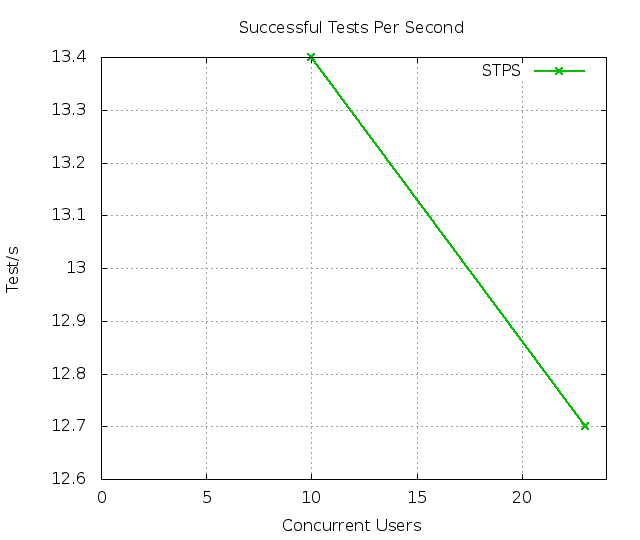 Successful Tests Per Second
STPS
13.4
13.3
13.2
13.1
13
12.9
12.8
12.7
12.6
Test/s
0 5 10 15 20
Concurrent Users